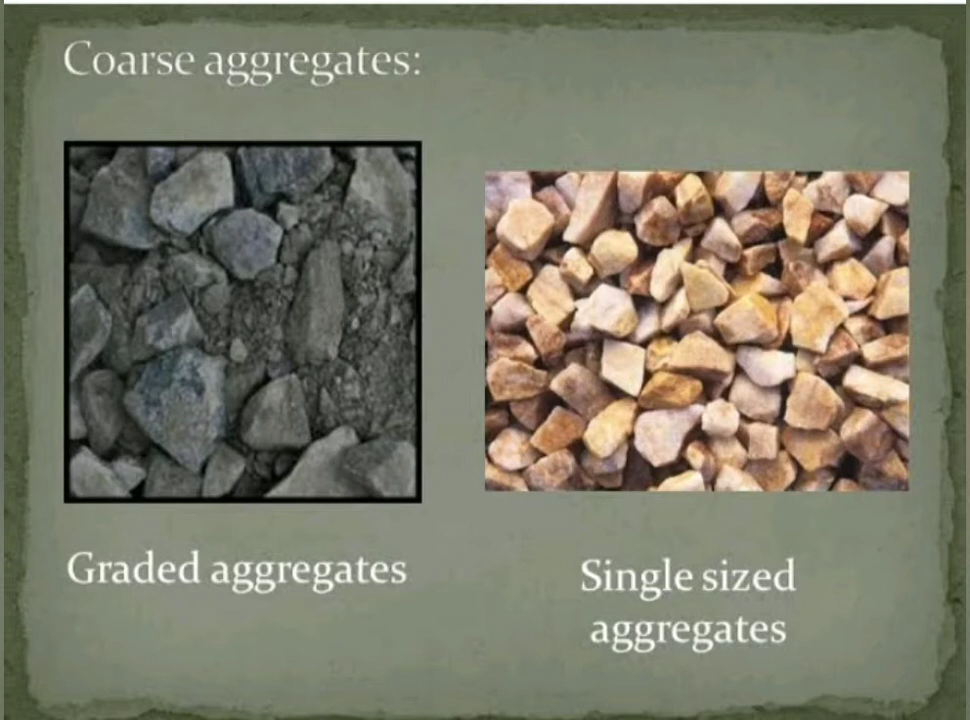 Coarse aggregates:
Graded aggregates
Single sized
aggregates